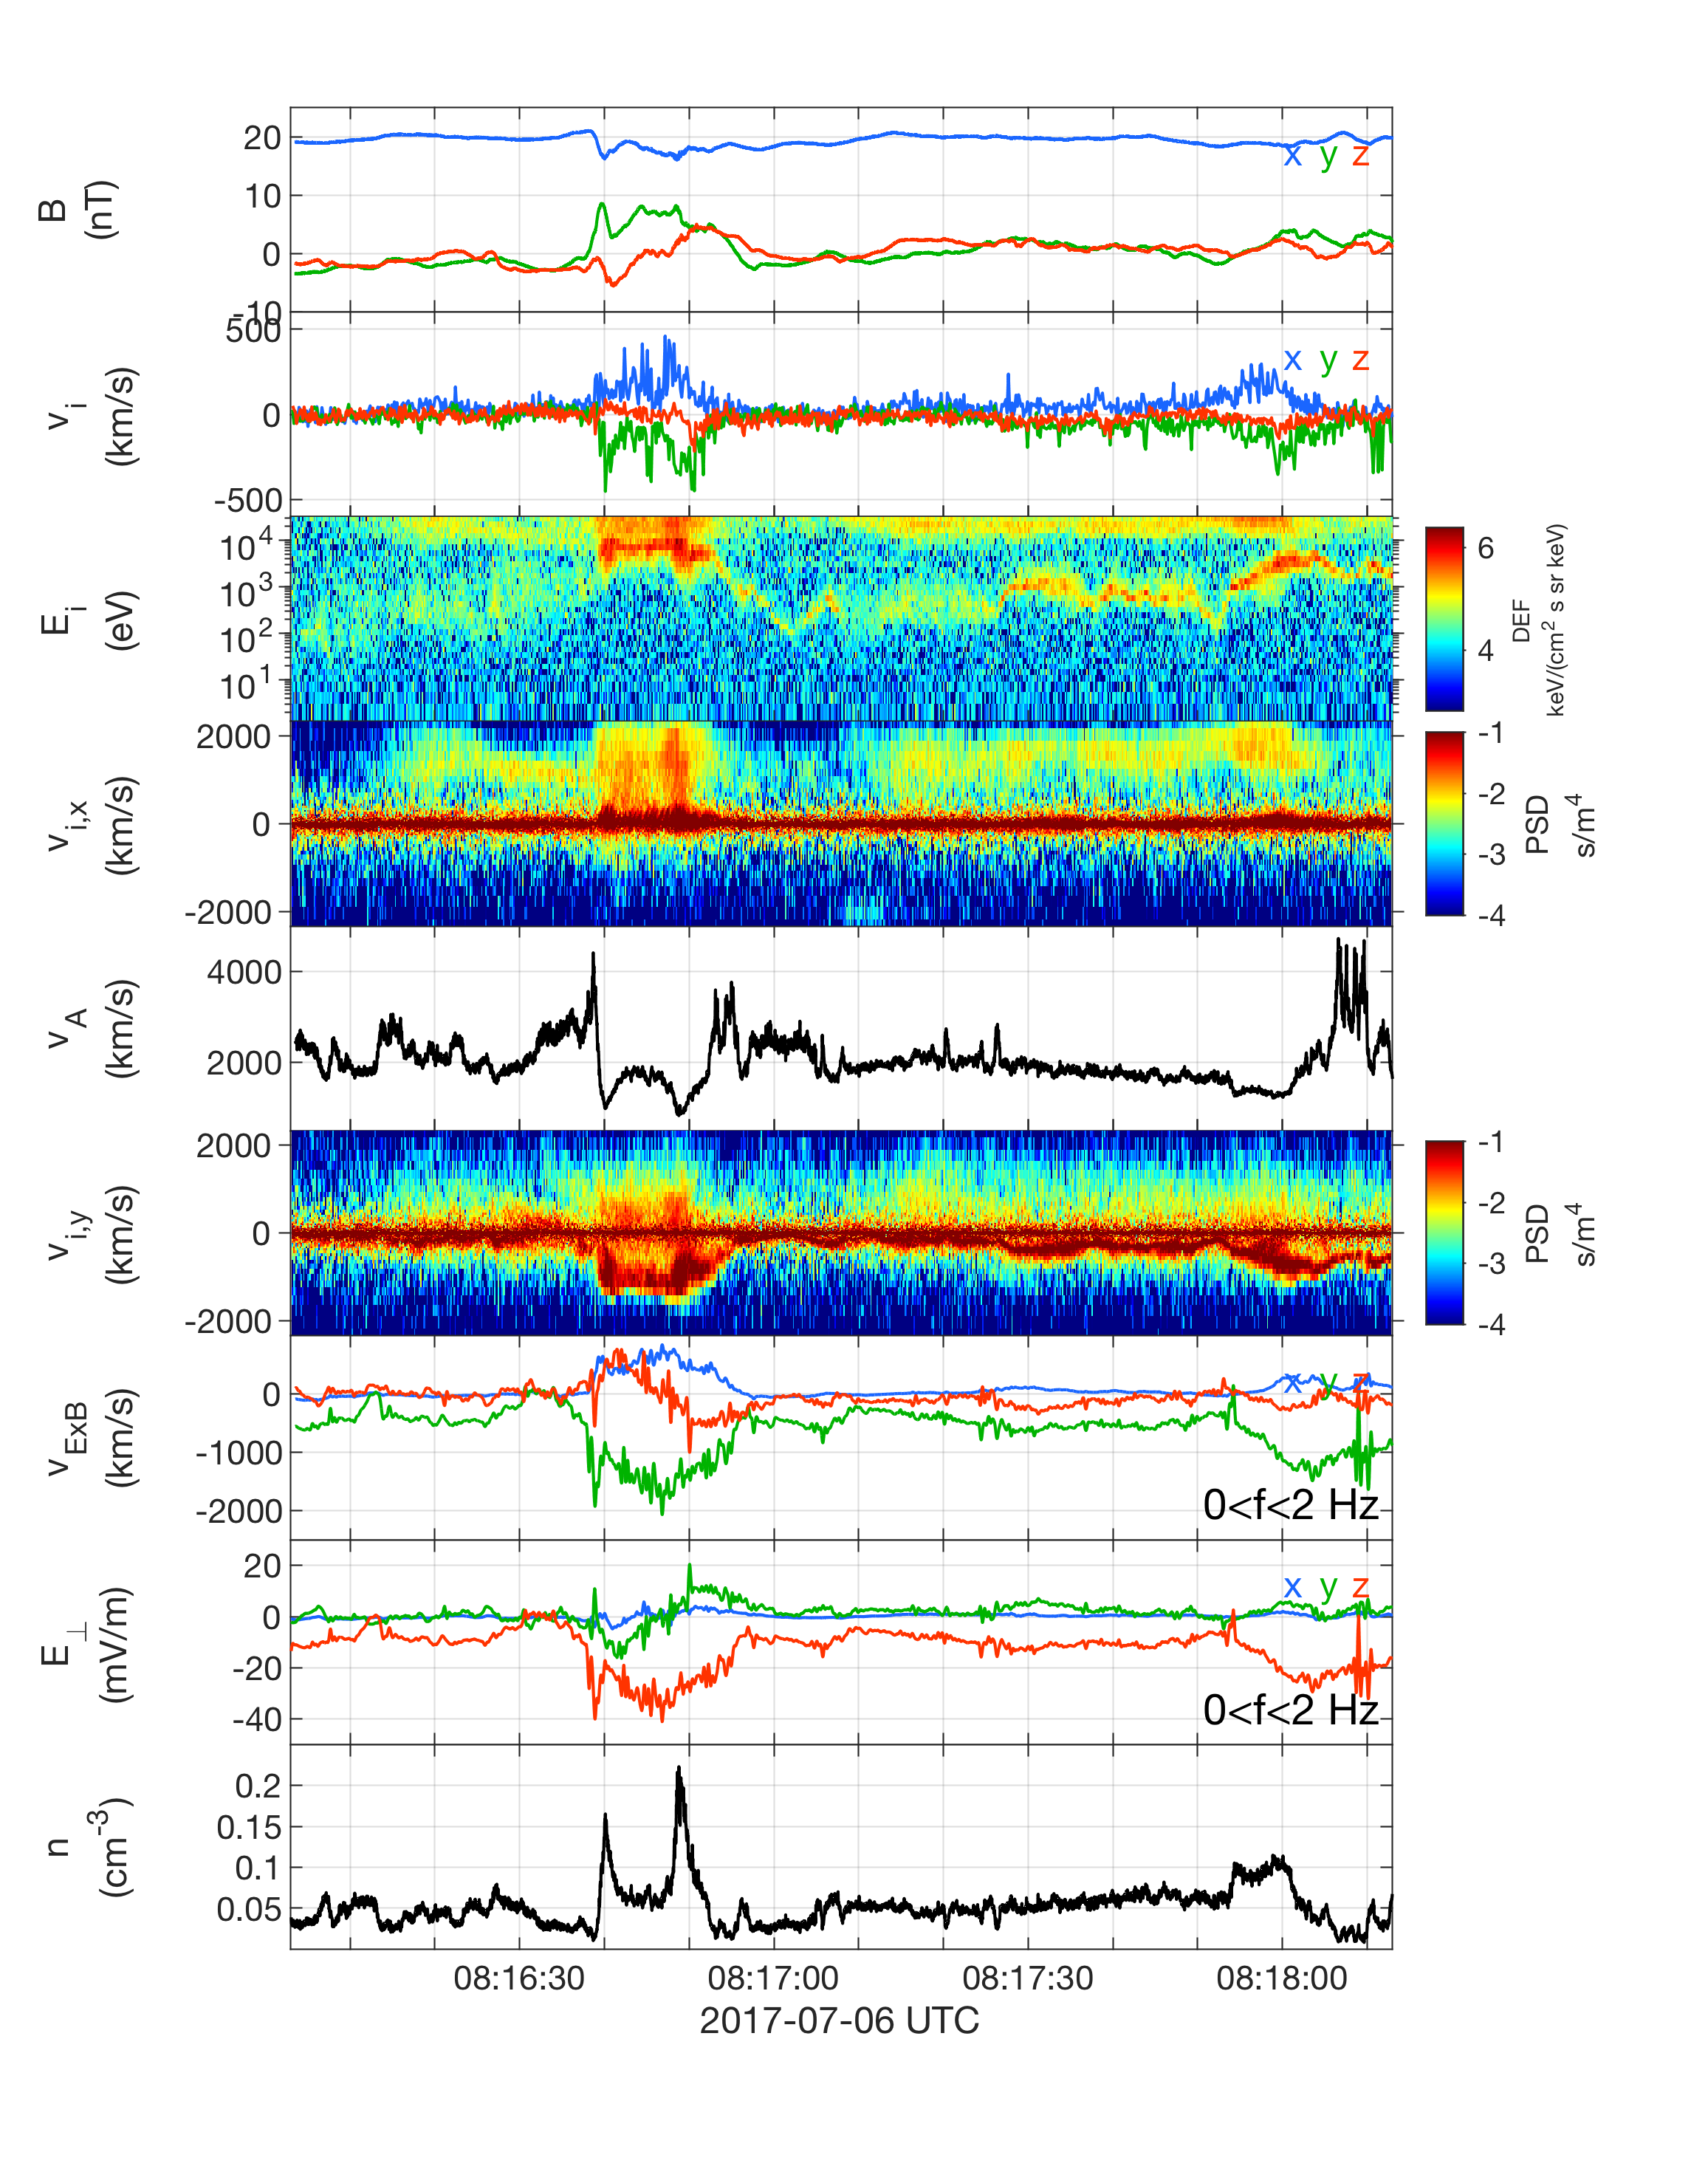 B
(nT)
20
10
0
-10
x y z
v i
(km/s)
500
0
-500
x y z
E i
(eV)
10^4
10^3
10^2
10^1
6
4
DEF
keV/(cm^2 s sr keV)
v i,x
(km/s)
2000
0
-2000
-1
-2
-3
-4
PSD
s/m^4
v A
(km/s)
4000
2000
v i,y
(km/s)
2000
0
-2000
-1
-2
-3
-4
PSD
s/m^4
v ExB
(km/s)
0
-1000
-2000
x y z
0<f<2 Hz
E ⊥
(mV/m)
20
0
-20
-40
x y z
0<f<2 Hz
n
(cm^-3)
0.2
0.15
0.1
0.05
08:16:30 08:17:00 08:17:30 08:18:00
2017-07-06 UTC